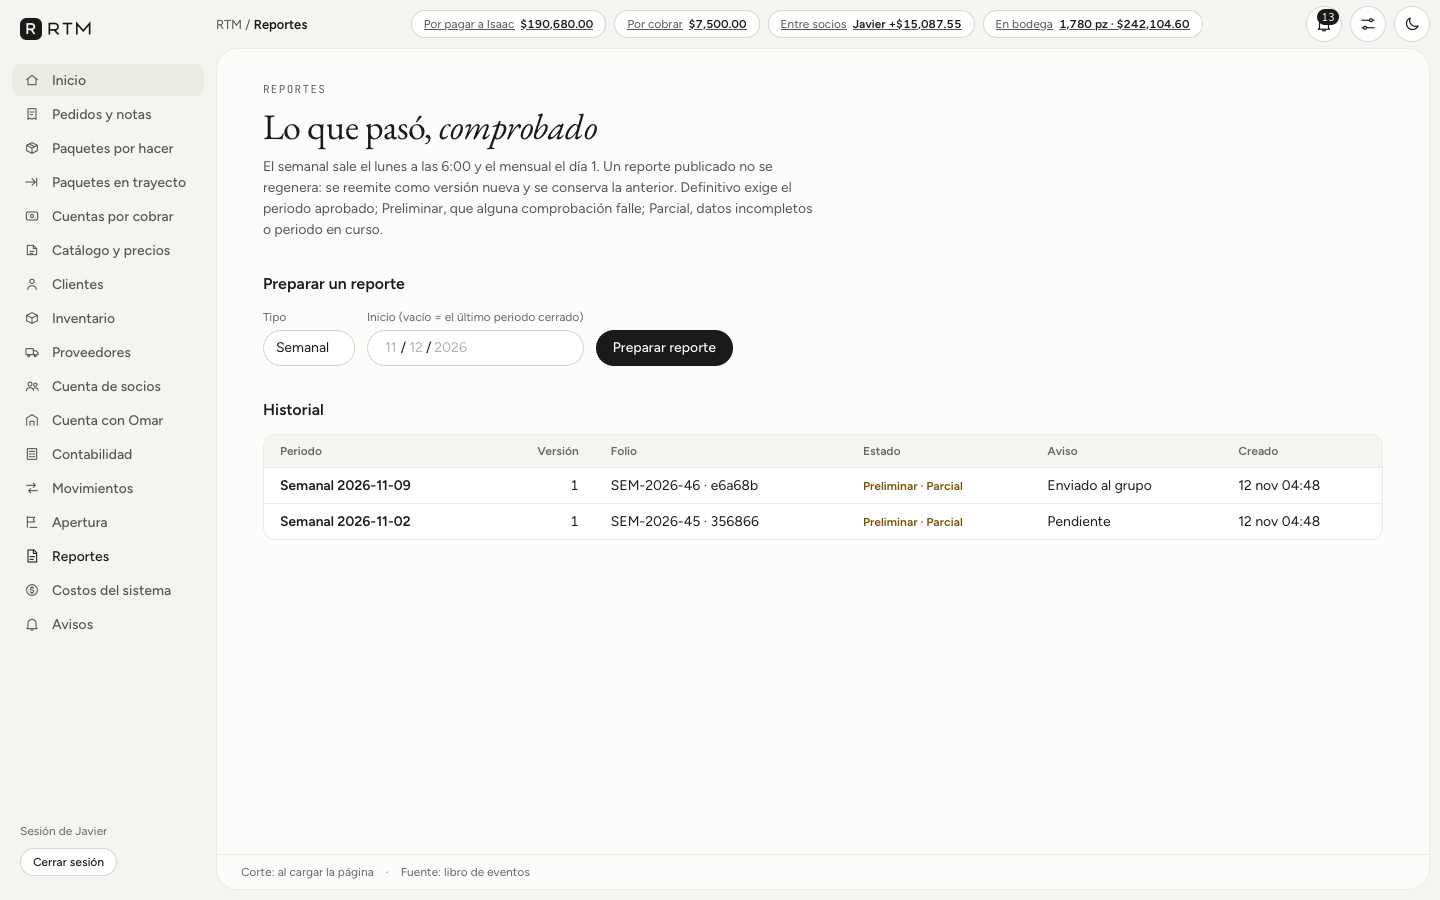 R RTM
RTM / Reportes
Por pagar a Isaac $190,680.00
Por cobrar $7,500.00
Entre socios Javier +$15,087.55
En bodega 1,780 pz · $242,104.60
13
Inicio
Pedidos y notas
Paquetes por hacer
Paquetes en trayecto
Cuentas por cobrar
Catálogo y precios
Clientes
Inventario
Proveedores
Cuenta de socios
Cuenta con Omar
Contabilidad
Movimientos
Apertura
Reportes
Costos del sistema
Avisos
Sesión de Javier
Cerrar sesión
REPORTES
Lo que pasó, comprobado
El semanal sale el lunes a las 6:00 y el mensual el día 1. Un reporte publicado no se
regenera: se reemite como versión nueva y se conserva la anterior. Definitivo exige el
periodo aprobado; Preliminar, que alguna comprobación falle; Parcial, datos incompletos
o periodo en curso.
Preparar un reporte
Tipo
Inicio (vacío = el último periodo cerrado)
Semanal
11 / 12 / 2026
Preparar reporte
Historial
Periodo Versión Folio Estado Aviso Creado
Semanal 2026-11-09 1 SEM-2026-46 · e6a68b Preliminar · Parcial Enviado al grupo 12 nov 04:48
Semanal 2026-11-02 1 SEM-2026-45 · 356866 Preliminar · Parcial Pendiente 12 nov 04:48
Corte: al cargar la página · Fuente: libro de eventos